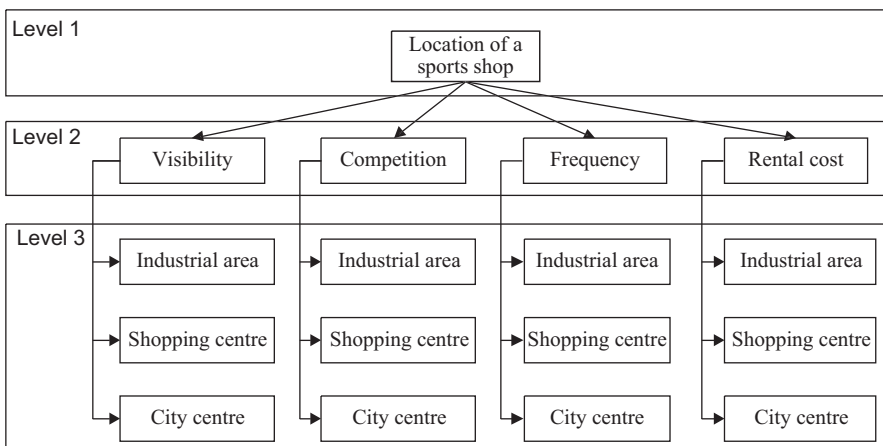 Level 1
Location of a
sports shop
Level 2
Visibility
Competition
Frequency
Rental cost
Level 3
Industrial area
Industrial area
Industrial area
Industrial area
Shopping centre
Shopping centre
Shopping centre
Shopping centre
City centre
City centre
City centre
City centre